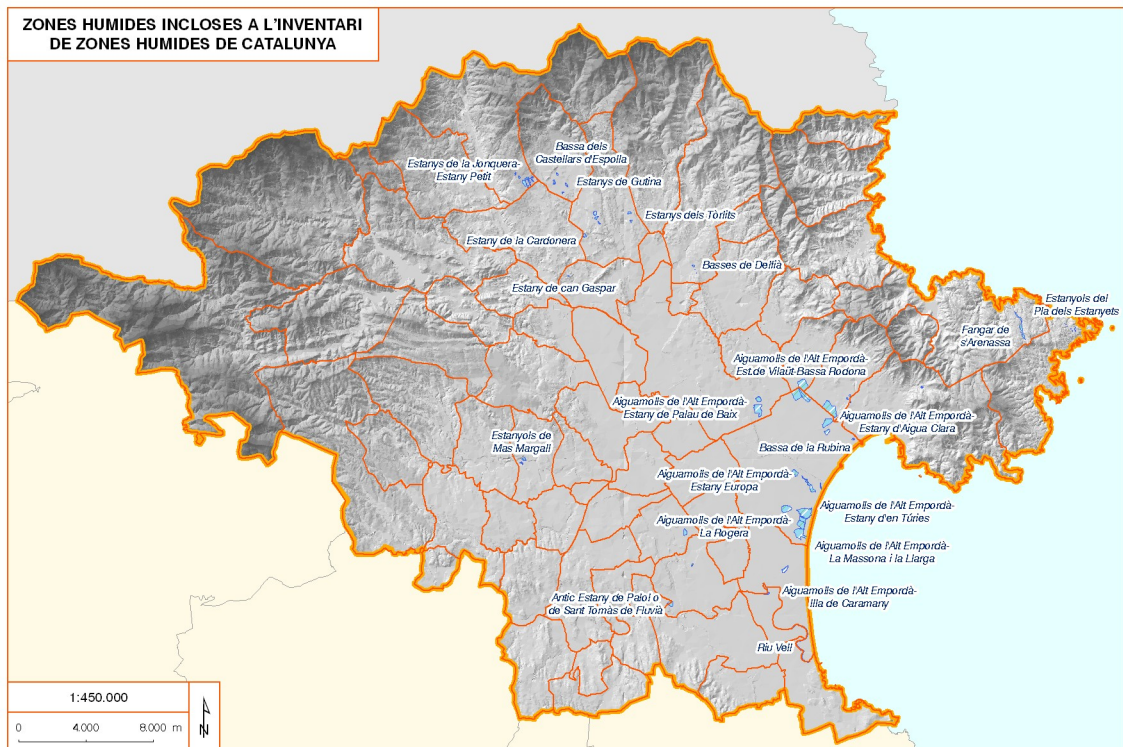 ZONES HUMIDES INCLOSES A L'INVENTARI
DE ZONES HUMIDES DE CATALUNYA
Bassa dels
Castellars d'Espolla
Estanys de la Jonquera-
Estany Petit
Estanys de Gutina
Estanys dels Torlits
Estany de la Cardonera
Basses de Delfià
Estany de can Gaspar
Estanyols del
Pla dels Estanyets
Fangar de
s'Arenassa
Aiguamolls de l'Alt Empordà-
Est.de Vilaüt-Bassa Rodona
Aiguamolls de l'Alt Empordà-
Estany de Palau de Baix
Aiguamolls de l'Alt Empordà-
Estany d'Aigua Clara
Estanyols de
Mas Margall
Bassa de la Rubina
Aiguamolls de l'Alt Empordà-
Estany Europa
Aiguamolls de l'Alt Empordà-
Estany d'en Túries
Aiguamolls de l'Alt Empordà-
La Rogera
Aiguamolls de l'Alt Empordà-
La Massona i la Llarga
Aiguamolls de l'Alt Empordà-
Illa de Caramany
Antic Estany de Palol o
de Sant Tomàs de Fluvià
Riu Vell
1:450.000
0 4.000 8.000 m
N